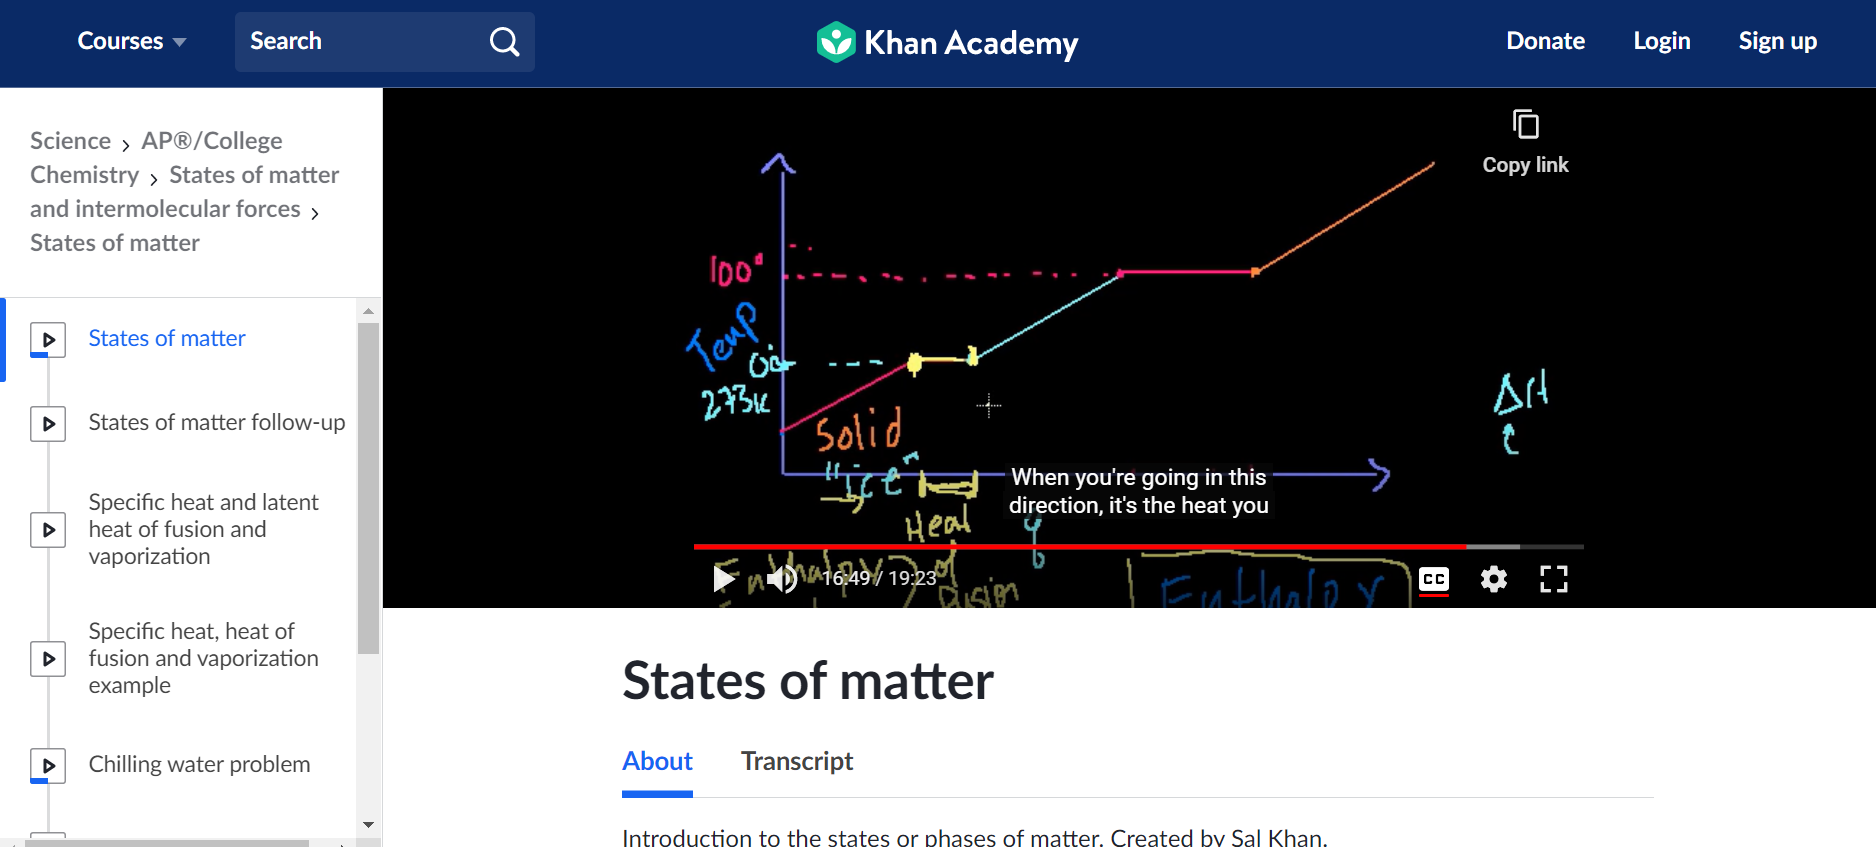 Courses
Search
Khan Academy
Donate
Login
Sign up
Science › AP®/College
Chemistry › States of matter
and intermolecular forces ›
States of matter
States of matter
States of matter follow-up
Specific heat and latent
heat of fusion and
vaporization
Specific heat, heat of
fusion and vaporization
example
Chilling water problem
Copy link
100°
Temp
0°
273K
Solid
"ice"
Heat
ΔH
When you're going in this
direction, it's the heat you
Enthalpy of
fusion
Enthalpy
16:49 / 19:23
CC
States of matter
About
Transcript
Introduction to the states or phases of matter. Created by Sal Khan.